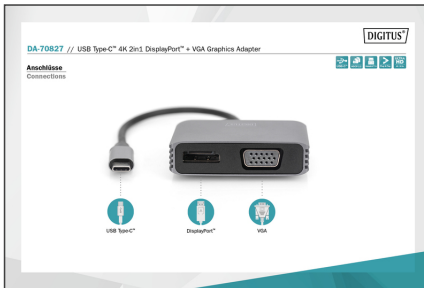 DIGITUS®
DA-70827 // USB Type-C™ 4K 2in1 DisplayPort™ + VGA Graphics Adapter
Anschlüsse
Connections
USB Type-C™
DisplayPort™
VGA